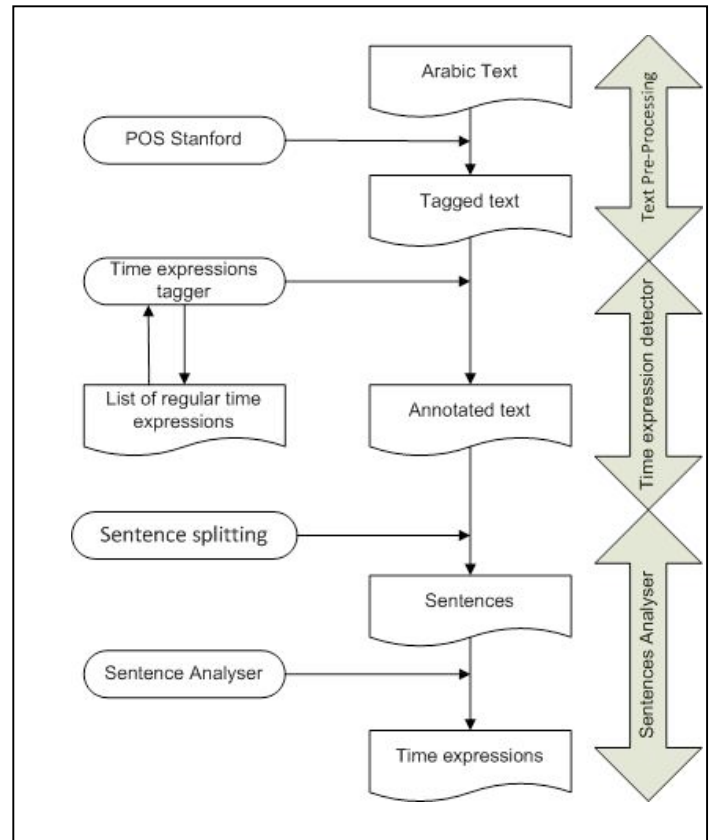 Arabic Text
POS Stanford
Tagged text
Text Pre-Processing
Time expressions
tagger
List of regular time
expressions
Annotated text
Time expression detector
Sentence splitting
Sentences
Sentence Analyser
Time expressions
Sentences Analyser